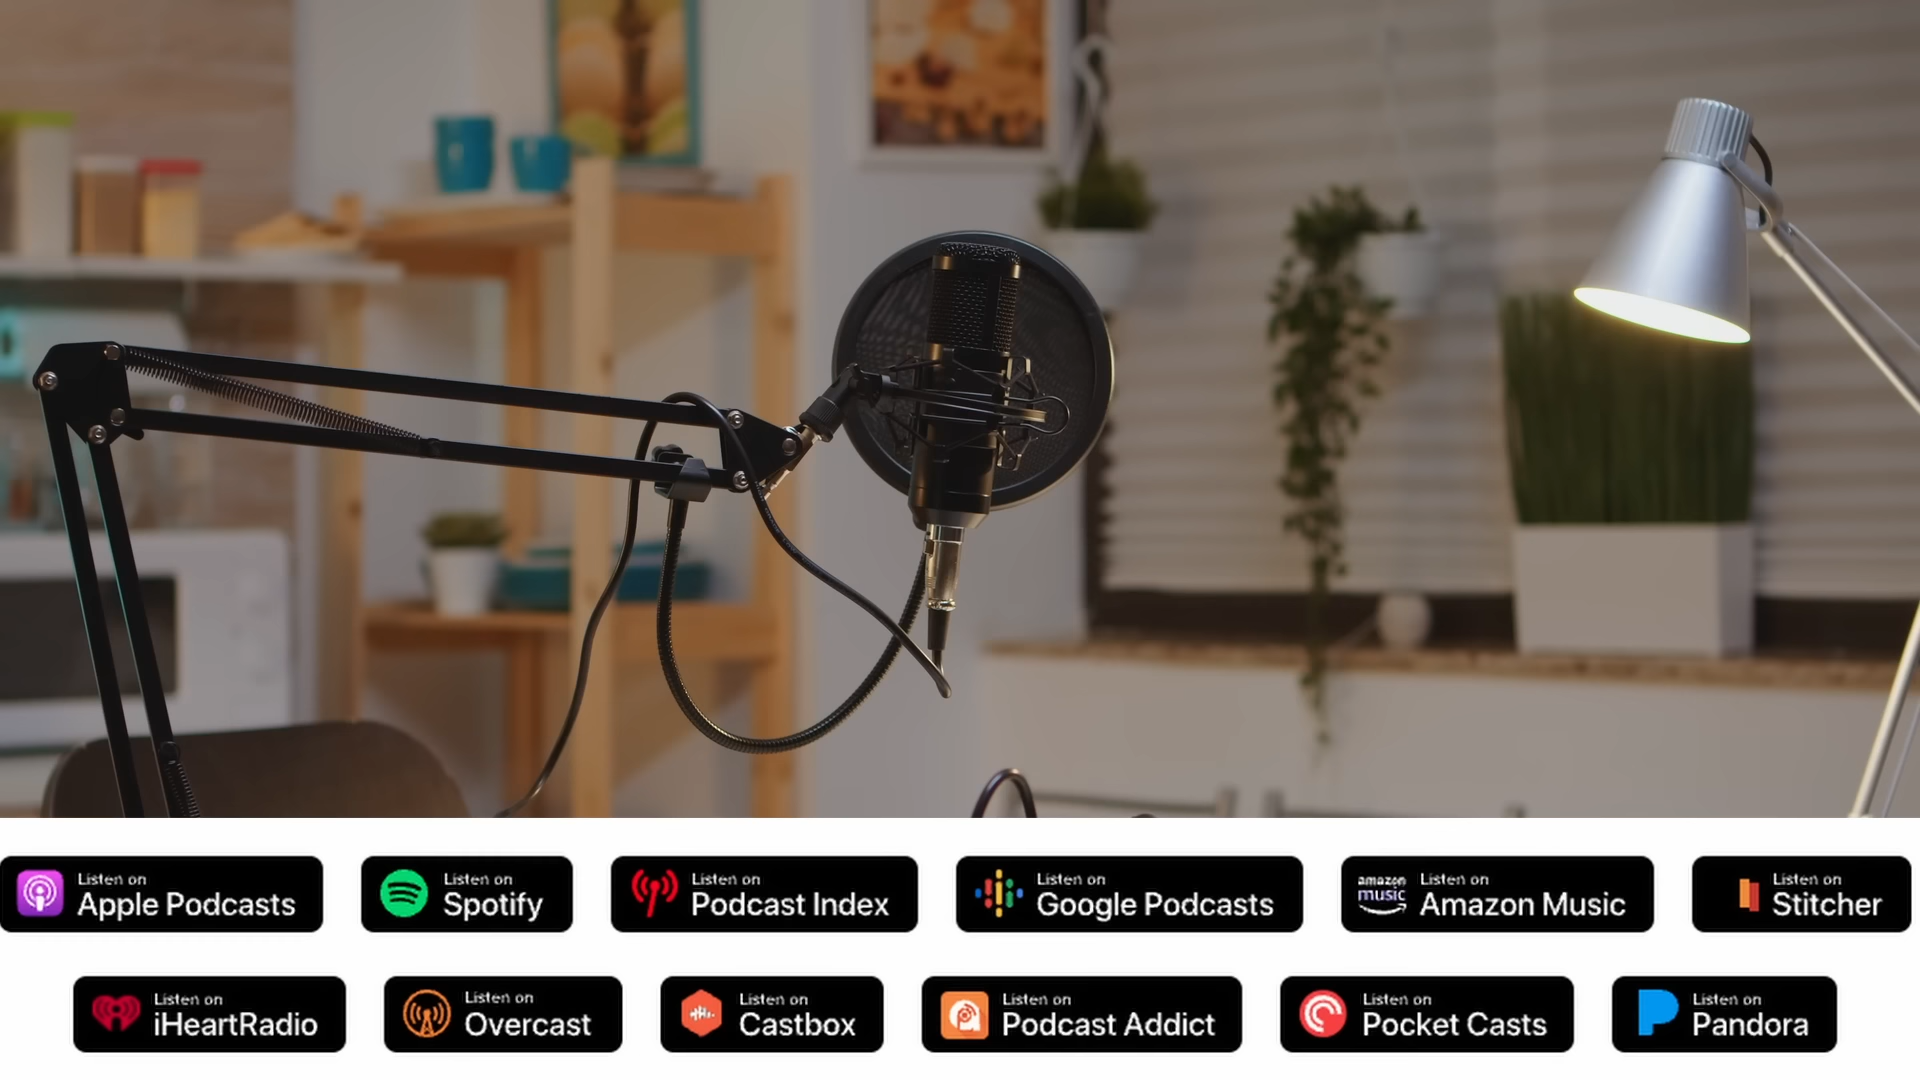 Listen on
Apple Podcasts
Listen on
Spotify
Listen on
Podcast Index
Listen on
Google Podcasts
amazon
music
Listen on
Amazon Music
Listen on
Stitcher
Listen on
iHeartRadio
Listen on
Overcast
Listen on
Castbox
Listen on
Podcast Addict
Listen on
Pocket Casts
Listen on
Pandora